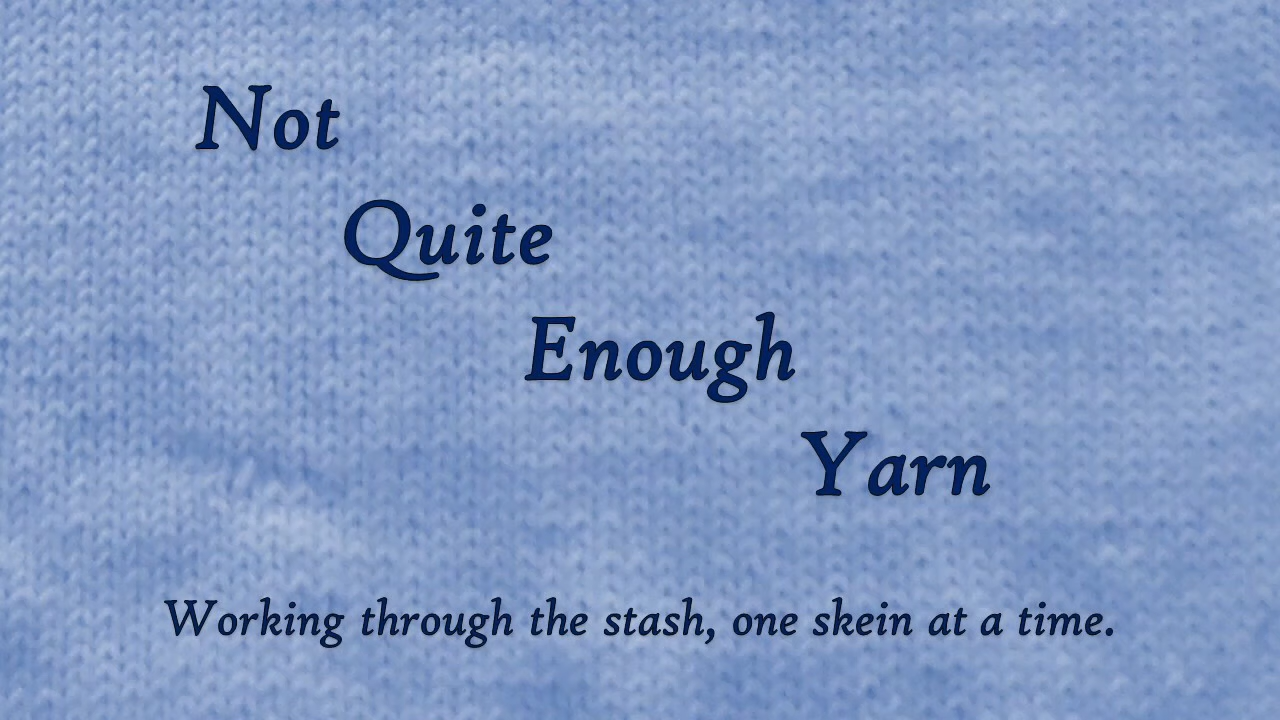 Not
Quite
Enough
Yarn
Working through the stash, one skein at a time.